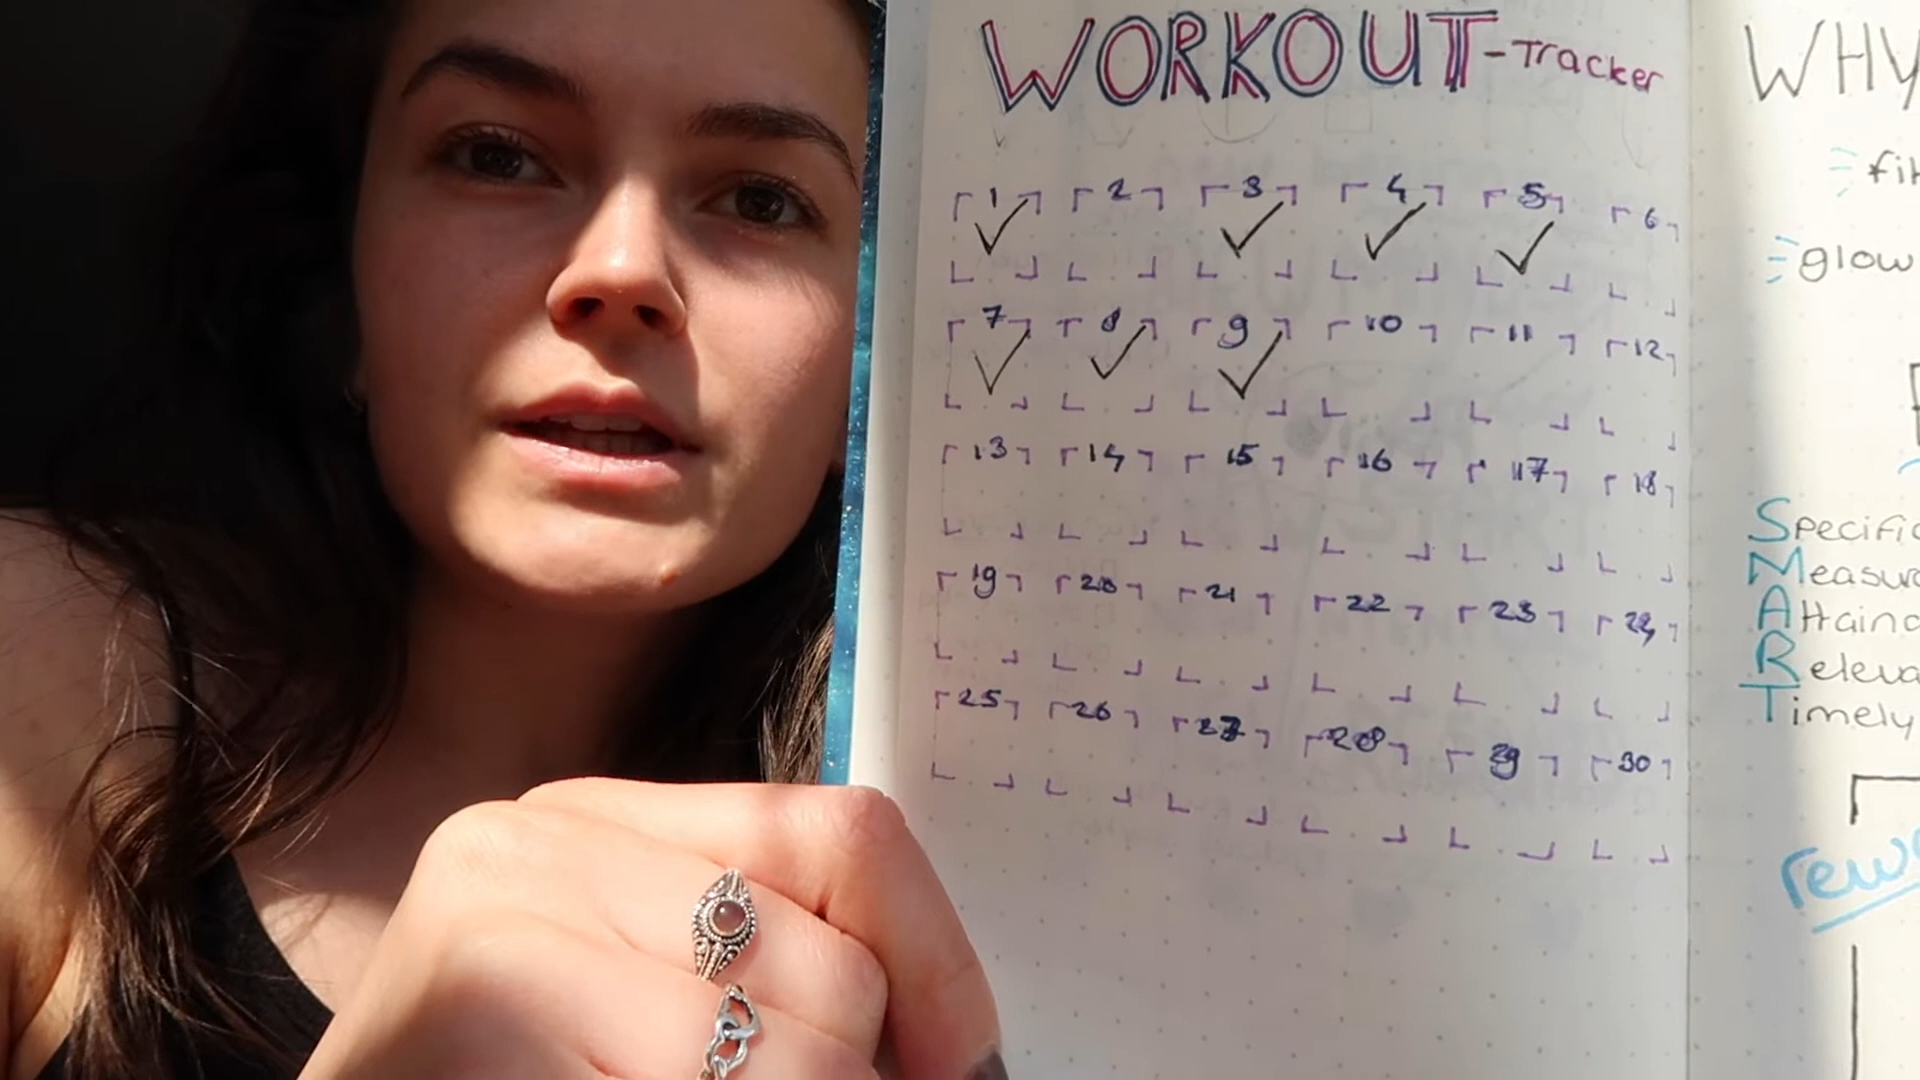 WORKOUT-Tracker
1 2 3 4 5 6
7 8 9 10 11 12
13 14 15 16 17 18
19 20 21 22 23 24
25 26 27 28 29 30
WHY
glow
Specific
Measur
Attaina
Releva
Timely
rew